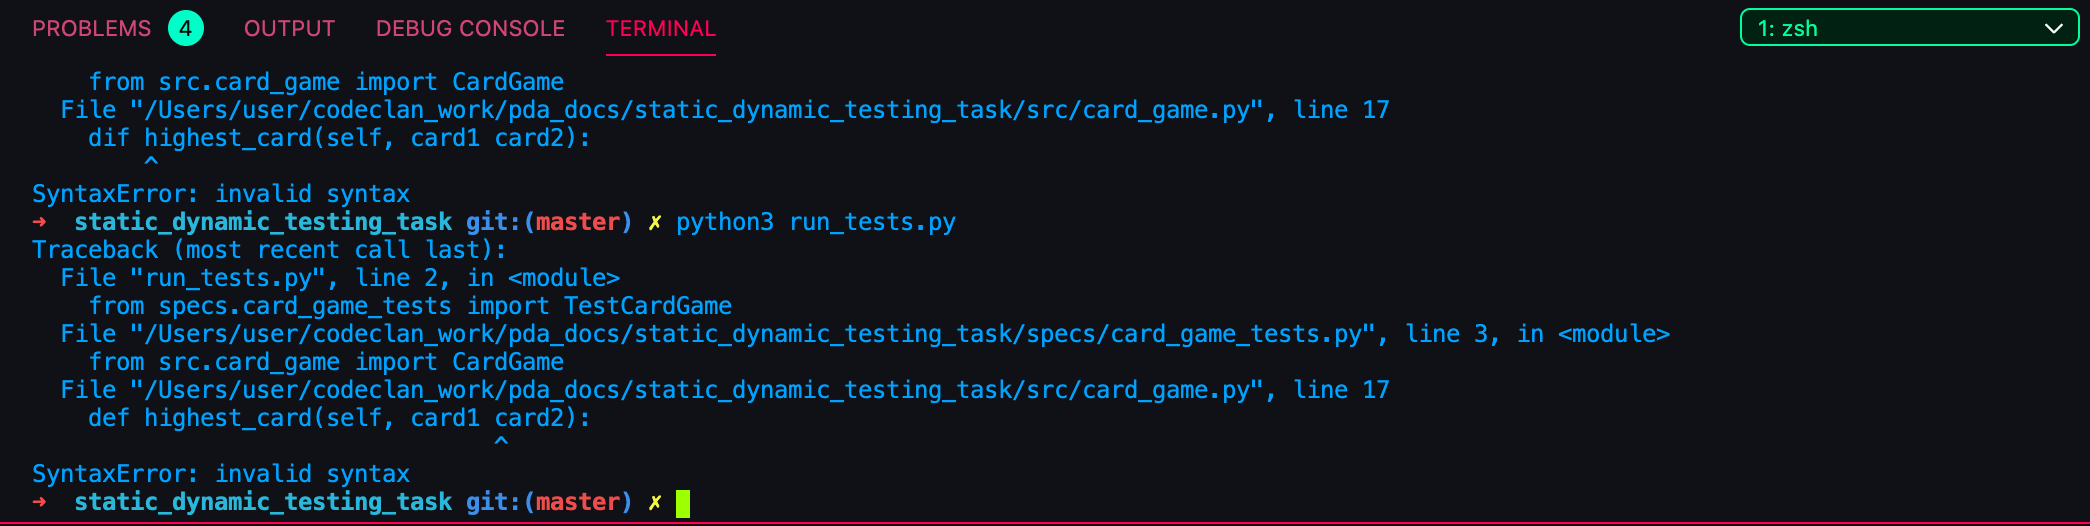 PROBLEMS 4 OUTPUT DEBUG CONSOLE TERMINAL 1: zsh
from src.card_game import CardGame
File "/Users/user/codeclan_work/pda_docs/static_dynamic_testing_task/src/card_game.py", line 17
dif highest_card(self, card1 card2):
^
SyntaxError: invalid syntax
➜ static_dynamic_testing_task git:(master) ✗ python3 run_tests.py
Traceback (most recent call last):
File "run_tests.py", line 2, in <module>
from specs.card_game_tests import TestCardGame
File "/Users/user/codeclan_work/pda_docs/static_dynamic_testing_task/specs/card_game_tests.py", line 3, in <module>
from src.card_game import CardGame
File "/Users/user/codeclan_work/pda_docs/static_dynamic_testing_task/src/card_game.py", line 17
def highest_card(self, card1 card2):
^
SyntaxError: invalid syntax
➜ static_dynamic_testing_task git:(master) ✗